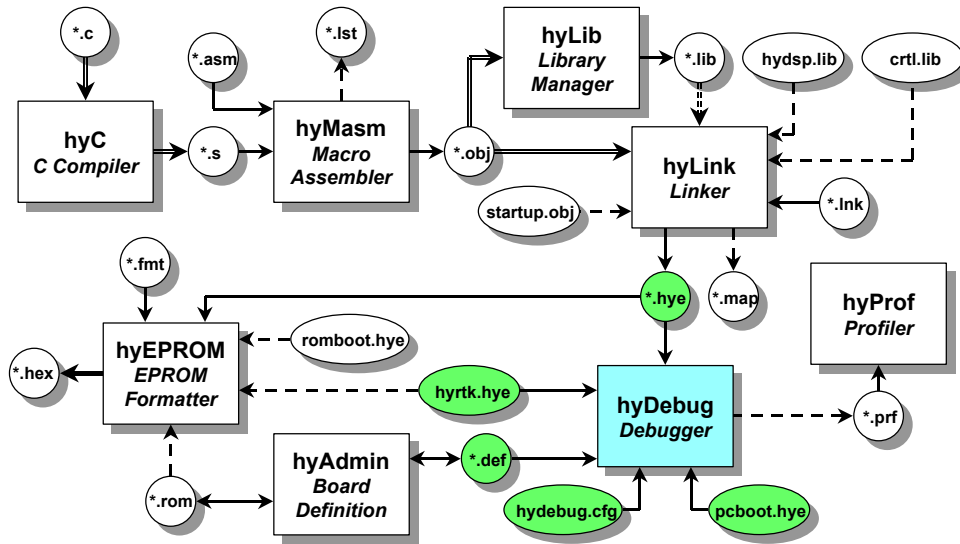 *.c
*.asm
*.lst
hyLib
Library
Manager
*.lib
hydsp.lib
crtl.lib
hyC
C Compiler
*.s
hyMasm
Macro
Assembler
*.obj
hyLink
Linker
startup.obj
*.lnk
*.fmt
*.hye
*.map
hyProf
Profiler
hyEPROM
EPROM
Formatter
romboot.hye
*.hex
hyrtk.hye
hyDebug
Debugger
*.prf
hyAdmin
Board
Definition
*.def
*.rom
hydebug.cfg
pcboot.hye